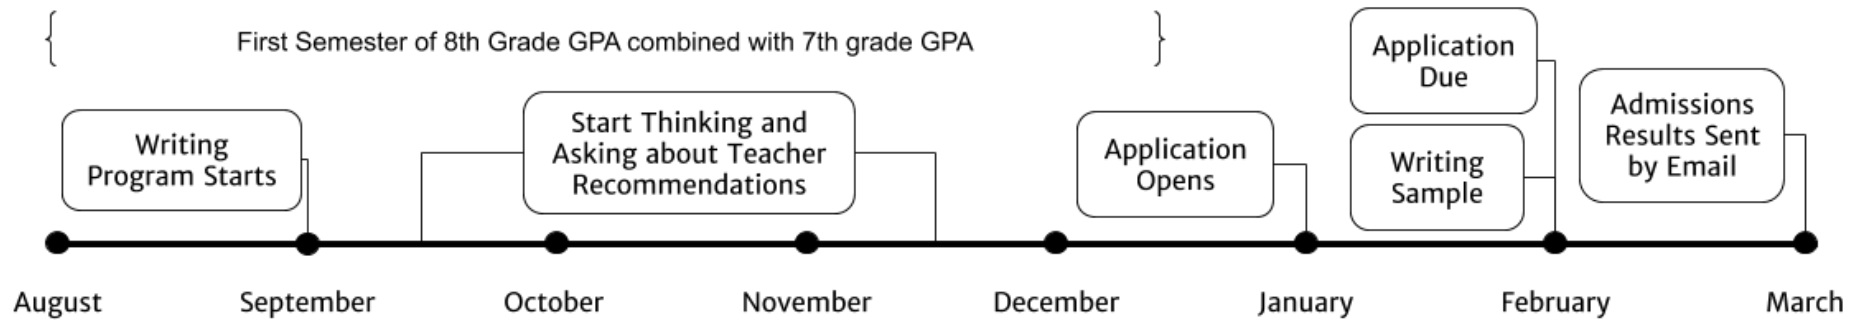 First Semester of 8th Grade GPA combined with 7th grade GPA
Writing
Program Starts
Start Thinking and
Asking about Teacher
Recommendations
Application
Opens
Application
Due
Writing
Sample
Admissions
Results Sent
by Email
August
September
October
November
December
January
February
March